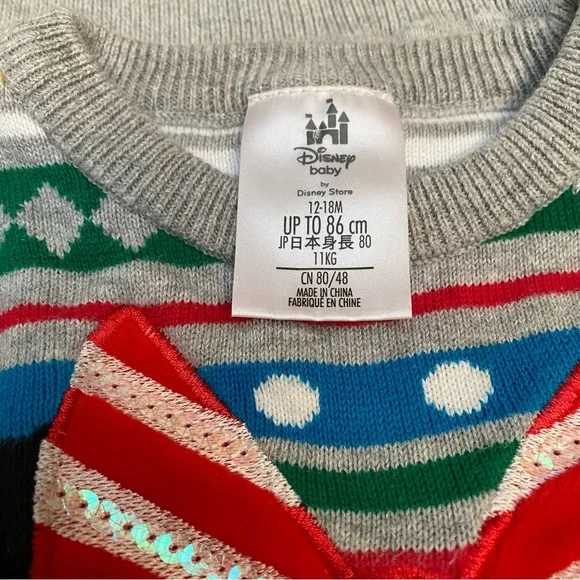 Disney
baby
by
Disney Store
12-18M
UP TO 86 cm
JP日本身長 80
11KG
CN 80/48
MADE IN CHINA
FABRIQUÉ EN CHINE